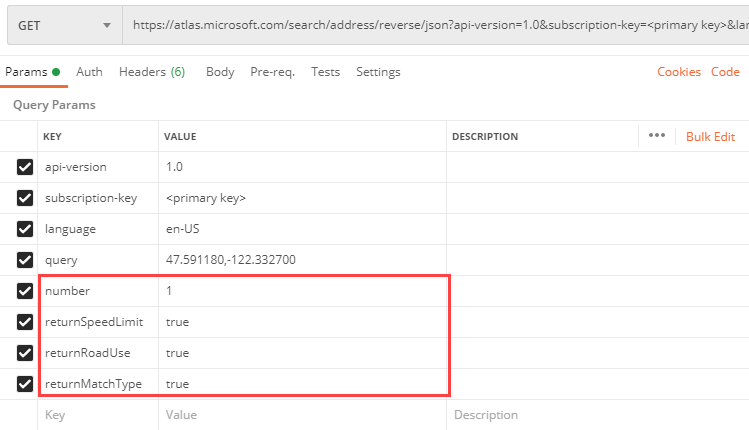 GET https://atlas.microsoft.com/search/address/reverse/json?api-version=1.0&subscription-key=<primary key>&lan
Params Auth Headers (6) Body Pre-req. Tests Settings Cookies Code
Query Params
KEY VALUE DESCRIPTION ••• Bulk Edit
api-version 1.0
subscription-key <primary key>
language en-US
query 47.591180,-122.332700
number 1
returnSpeedLimit true
returnRoadUse true
returnMatchType true
Key Value Description